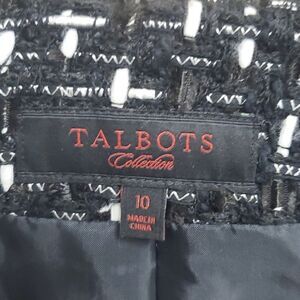 TALBOTS
Collection
10
MADE IN
CHINA